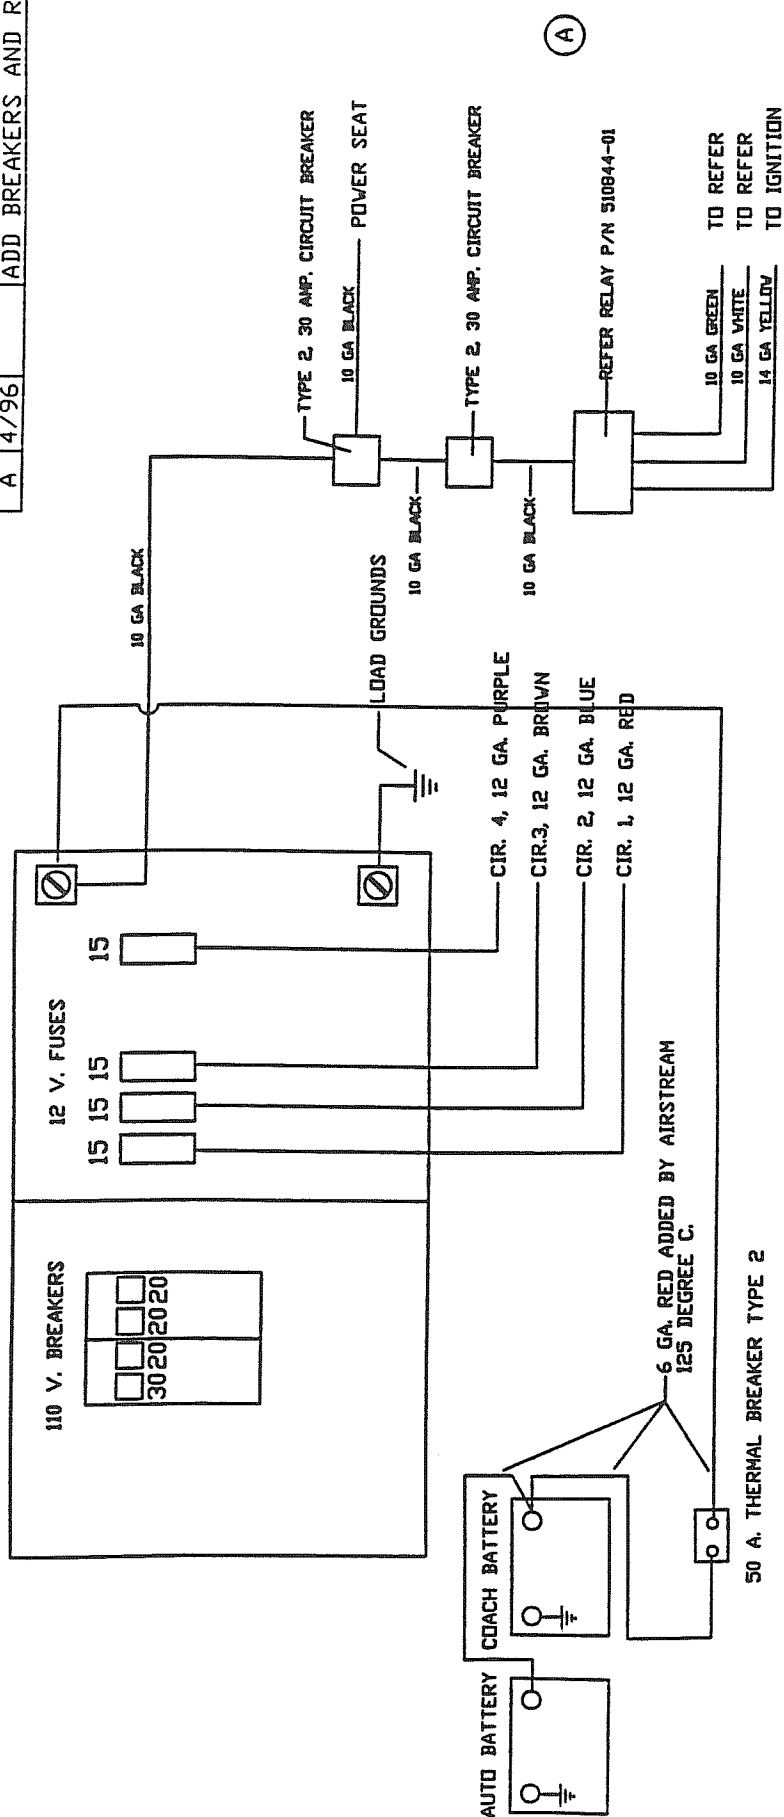 A 4/96 ADD BREAKERS AND R
A
110 V. BREAKERS
30 20 20 20
12 V. FUSES
15 15 15 15
10 GA BLACK
TYPE 2, 30 AMP. CIRCUIT BREAKER
10 GA BLACK
POWER SEAT
LOAD GROUNDS
10 GA BLACK
TYPE 2, 30 AMP. CIRCUIT BREAKER
10 GA BLACK
REFER RELAY P/N 510844-01
CIR. 4, 12 GA. PURPLE
CIR.3, 12 GA. BROWN
CIR. 2, 12 GA. BLUE
CIR. 1, 12 GA. RED
10 GA GREEN TO REFER
10 GA WHITE TO REFER
14 GA YELLOW TO IGNITION
AUTO BATTERY
COACH BATTERY
6 GA. RED ADDED BY AIRSTREAM
125 DEGREE C.
50 A. THERMAL BREAKER TYPE 2